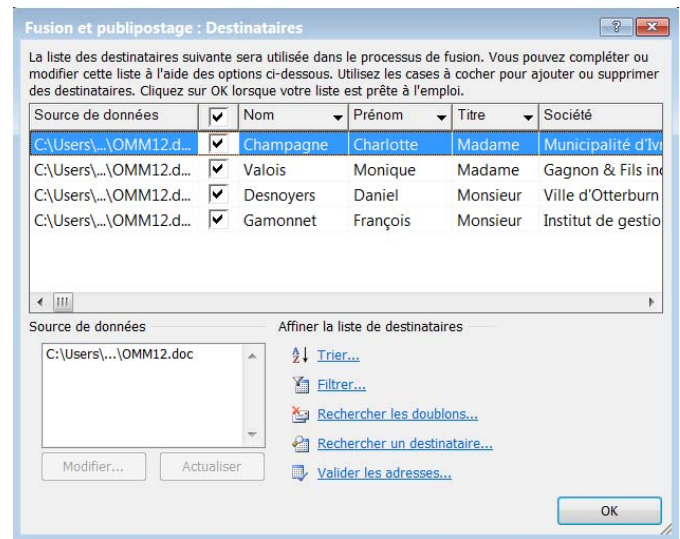 Fusion et publipostage : Destinataires
La liste des destinataires suivante sera utilisée dans le processus de fusion. Vous pouvez compléter ou
modifier cette liste à l'aide des options ci-dessous. Utilisez les cases à cocher pour ajouter ou supprimer
des destinataires. Cliquez sur OK lorsque votre liste est prête à l'emploi.
Source de données Nom Prénom Titre Société
C:\Users\...\OMM12.d... Champagne Charlotte Madame Municipalité d'Ivr
C:\Users\...\OMM12.d... Valois Monique Madame Gagnon & Fils inc
C:\Users\...\OMM12.d... Desnoyers Daniel Monsieur Ville d'Otterburn
C:\Users\...\OMM12.d... Gamonnet François Monsieur Institut de gestio
Source de données Affiner la liste de destinataires
C:\Users\...\OMM12.doc
Trier...
Filtrer...
Rechercher les doublons...
Rechercher un destinataire...
Valider les adresses...
Modifier... Actualiser
OK